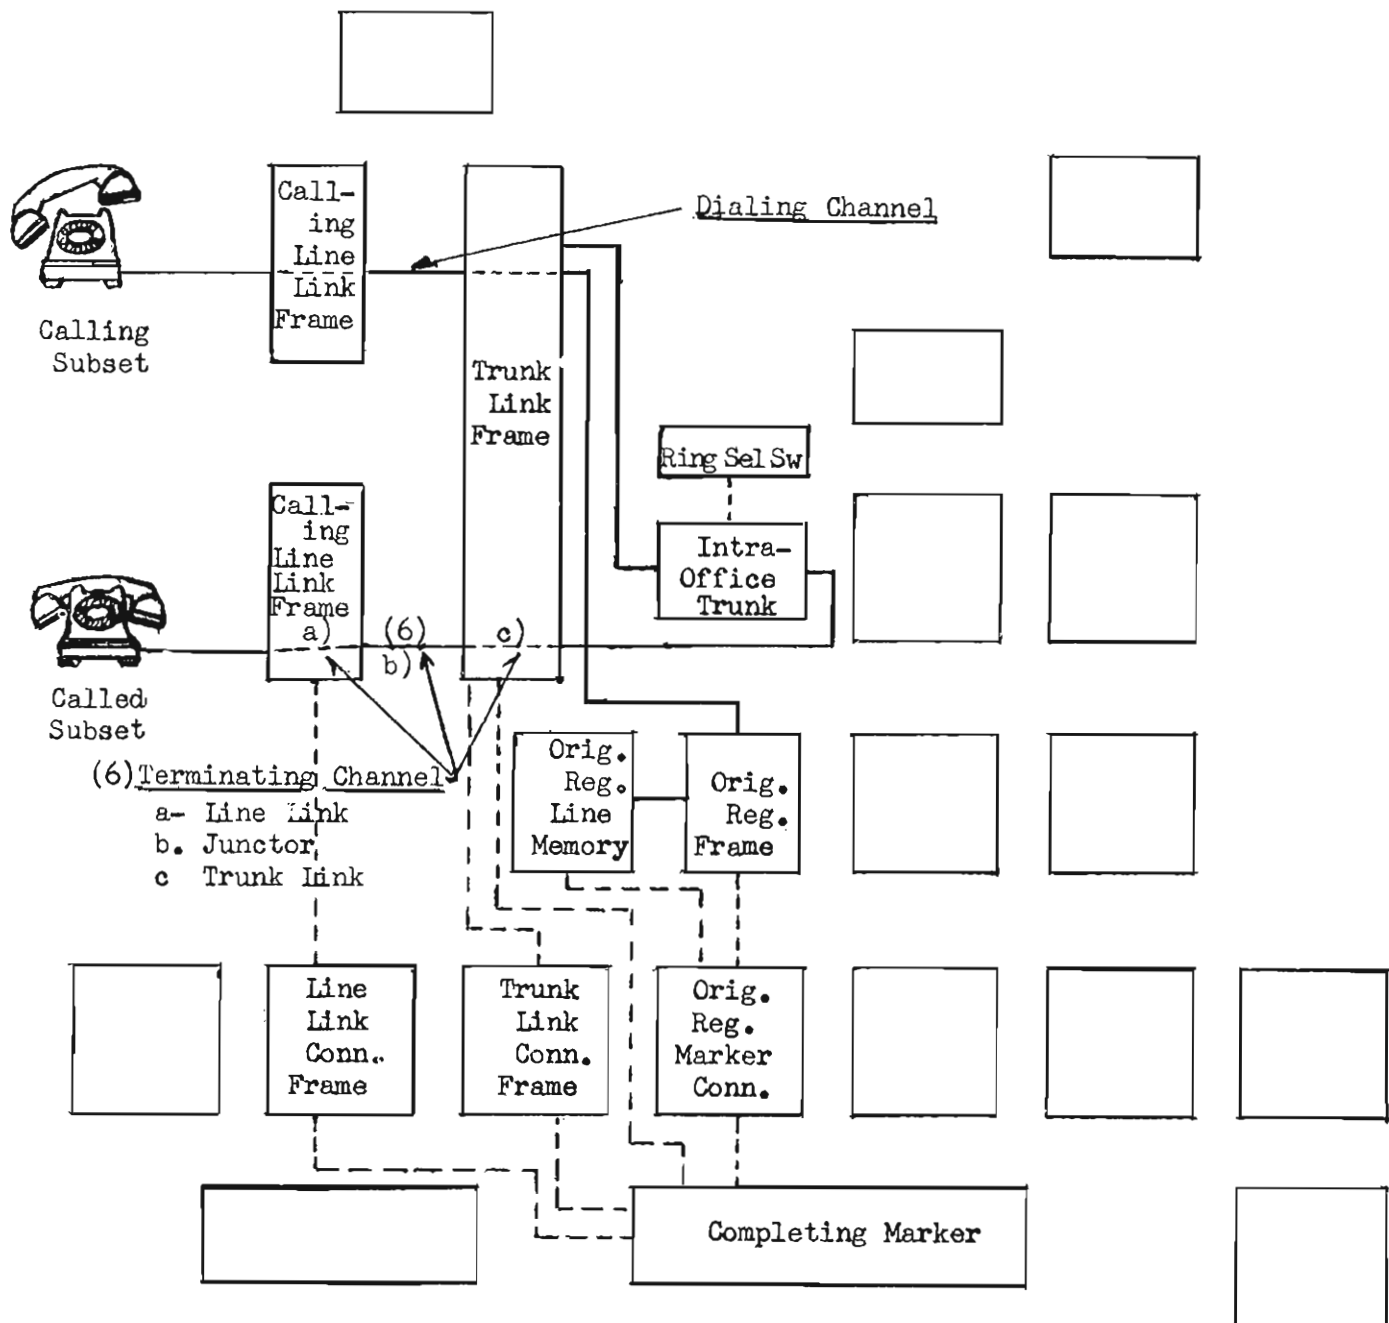 Call-
ing
Line
Link
Frame
Dialing Channel
Calling
Subset
Trunk
Link
Frame
Ring Sel Sw
Call-
ing
Line
Link
Frame
a)
(6)
b)
c)
Intra-
Office
Trunk
Called
Subset
(6) Terminating Channel
a- Line Link
b. Junctor
c Trunk Link
Orig.
Reg.
Line
Memory
Orig.
Reg.
Frame
Line
Link
Conn.
Frame
Trunk
Link
Conn.
Frame
Orig.
Reg.
Marker
Conn.
Completing Marker